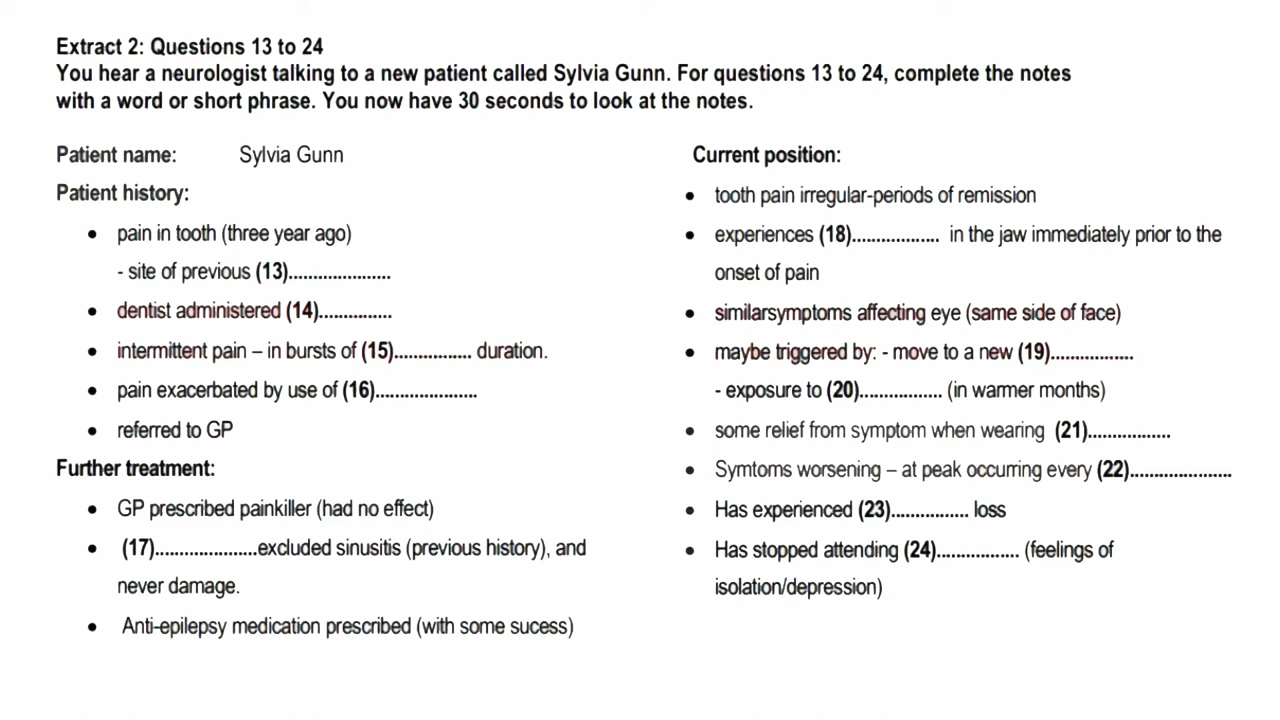 Extract 2: Questions 13 to 24
You hear a neurologist talking to a new patient called Sylvia Gunn. For questions 13 to 24, complete the notes
with a word or short phrase. You now have 30 seconds to look at the notes.
Patient name: Sylvia Gunn
Patient history:
• pain in tooth (three year ago)
- site of previous (13).....................
• dentist administered (14)...............
• intermittent pain – in bursts of (15)................ duration.
• pain exacerbated by use of (16).....................
• referred to GP
Further treatment:
• GP prescribed painkiller (had no effect)
• (17).....................excluded sinusitis (previous history), and
never damage.
• Anti-epilepsy medication prescribed (with some sucess)
Current position:
• tooth pain irregular-periods of remission
• experiences (18).................. in the jaw immediately prior to the
onset of pain
• similarsymptoms affecting eye (same side of face)
• maybe triggered by: - move to a new (19).................
- exposure to (20)................. (in warmer months)
• some relief from symptom when wearing (21).................
• Symtoms worsening – at peak occurring every (22).....................
• Has experienced (23)................ loss
• Has stopped attending (24)................. (feelings of
isolation/depression)